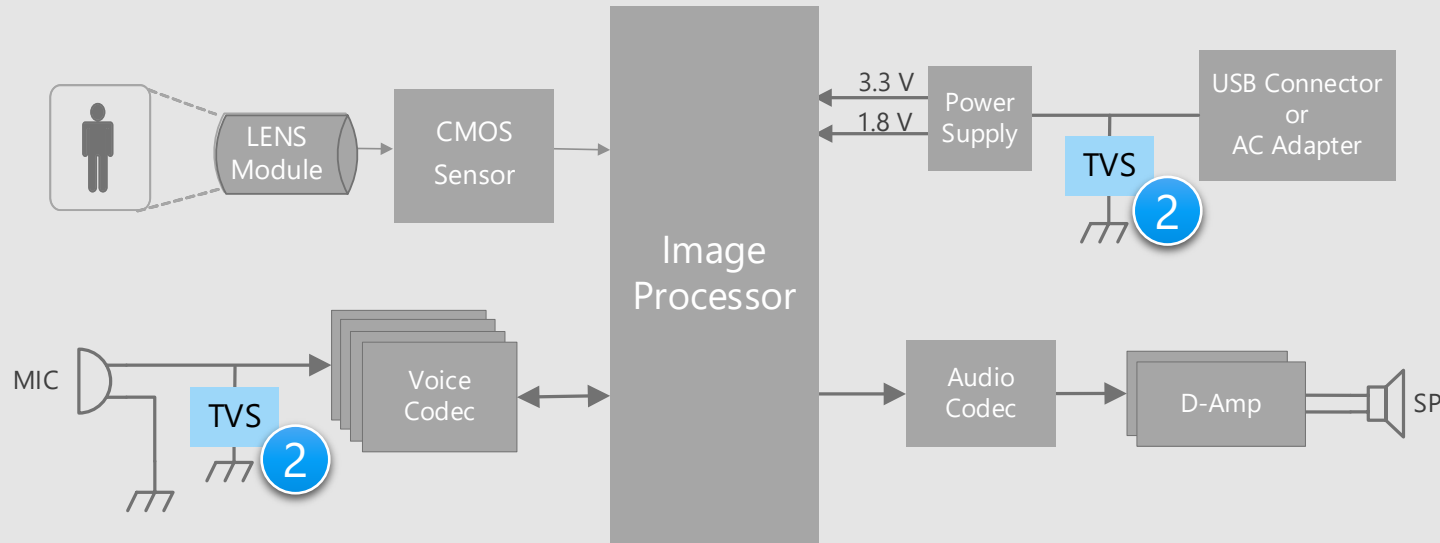 LENS
Module
CMOS
Sensor
Image
Processor
3.3 V
1.8 V
Power
Supply
USB Connector
or
AC Adapter
TVS
2
MIC
TVS
2
Voice
Codec
Audio
Codec
D-Amp
SP